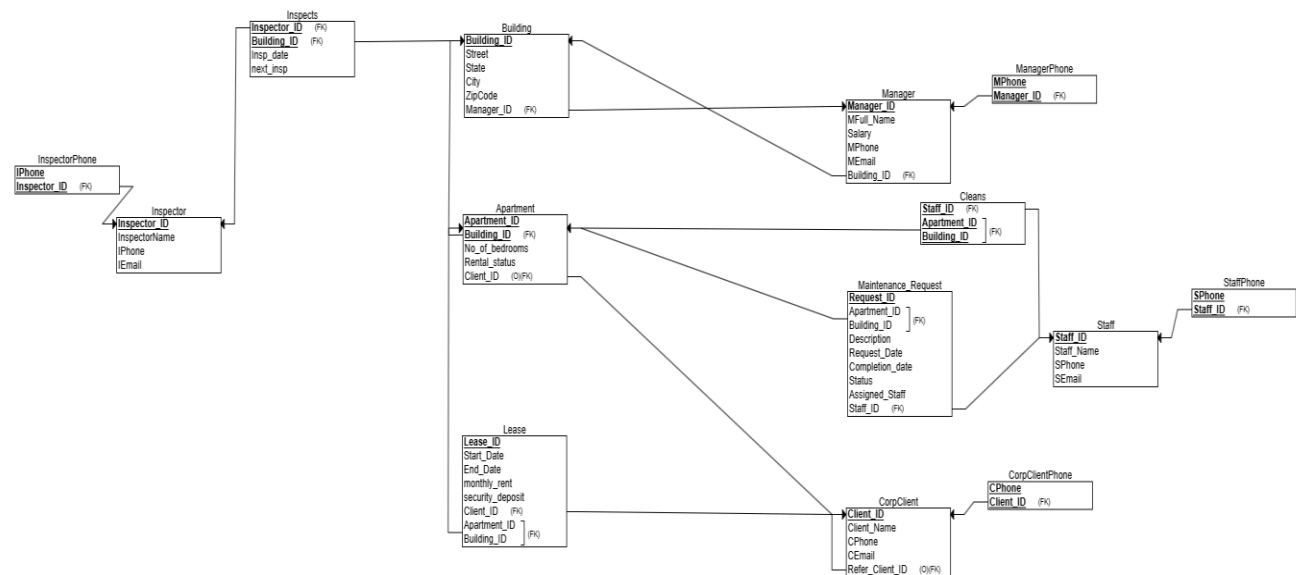 Inspects
Inspector_ID (FK)
Building_ID (FK)
Insp_date
next_insp
Building
Building_ID
Street
State
City
ZipCode
Manager_ID (FK)
ManagerPhone
MPhone
Manager_ID (FK)
Manager
Manager_ID
MFull_Name
Salary
MPhone
MEmail
Building_ID (FK)
InspectorPhone
IPhone
Inspector_ID (FK)
Inspector
Inspector_ID
InspectorName
IPhone
IEmail
Apartment
Apartment_ID
Building_ID (FK)
No_of_bedrooms
Rental_status
Client_ID (O)(FK)
Cleans
Staff_ID (FK)
Apartment_ID
Building_ID (FK)
Maintenance_Request
Request_ID
Apartment_ID
Building_ID (FK)
Description
Request_Date
Completion_date
Status
Assigned_Staff
Staff_ID (FK)
StaffPhone
SPhone
Staff_ID (FK)
Staff
Staff_ID
Staff_Name
SPhone
SEmail
Lease
Lease_ID
Start_Date
End_Date
monthly_rent
security_deposit
Client_ID (FK)
Apartment_ID
Building_ID (FK)
CorpClientPhone
CPhone
Client_ID (FK)
CorpClient
Client_ID
Client_Name
CPhone
CEmail
Refer_Client_ID (O)(FK)